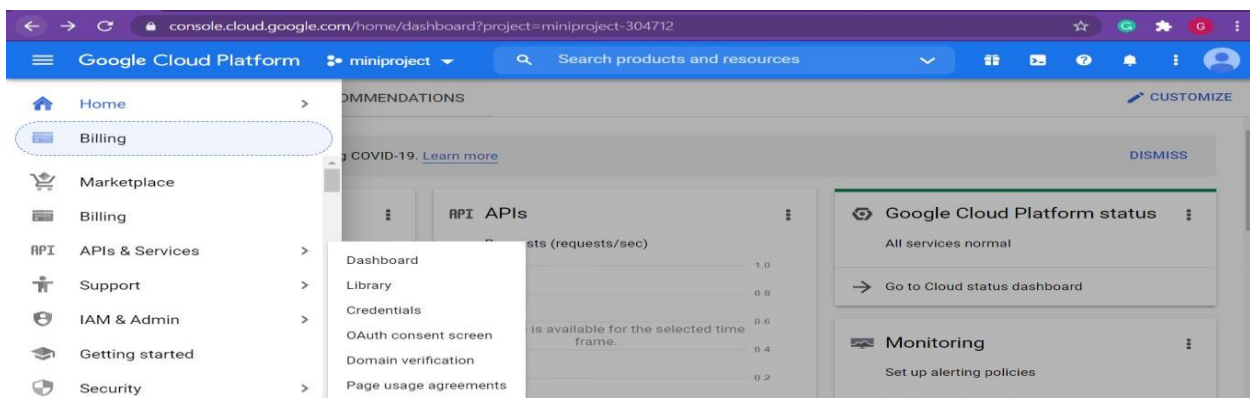 console.cloud.google.com/home/dashboard?project=miniproject-304712
G
Google Cloud Platform
miniproject
Search products and resources
Home
Billing
Marketplace
Billing
API APIs & Services
Support
IAM & Admin
Getting started
Security
Dashboard
Library
Credentials
OAuth consent screen
Domain verification
Page usage agreements
OMMENDATIONS
CUSTOMIZE
g COVID-19. Learn more
DISMISS
API APIs
sts (requests/sec)
1.0
0.8
0.6
0.4
0.2
is available for the selected time
frame.
Google Cloud Platform status
All services normal
Go to Cloud status dashboard
Monitoring
Set up alerting policies